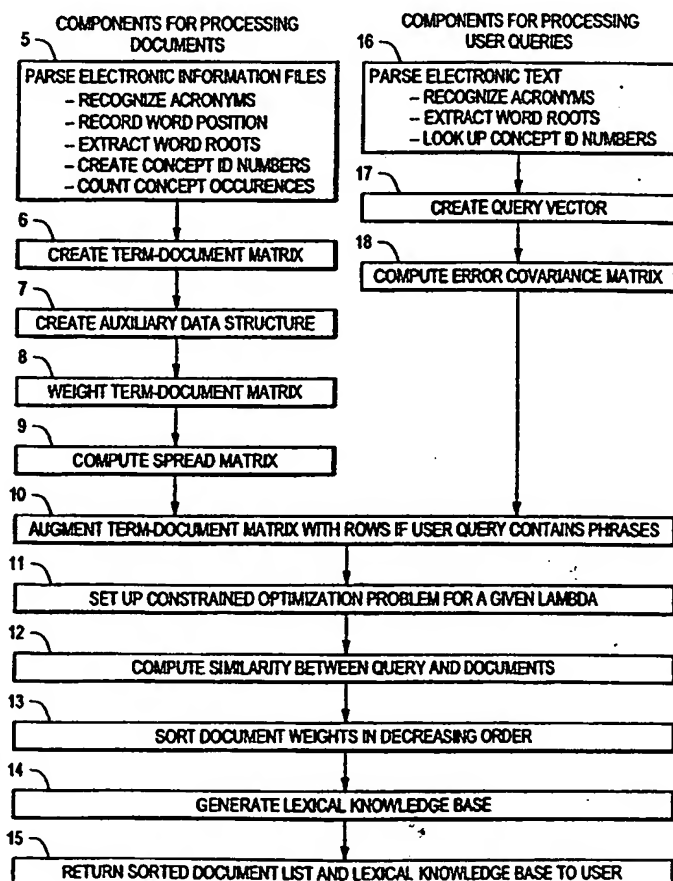 COMPONENTS FOR PROCESSING
DOCUMENTS
5
PARSE ELECTRONIC INFORMATION FILES
– RECOGNIZE ACRONYMS
– RECORD WORD POSITION
– EXTRACT WORD ROOTS
– CREATE CONCEPT ID NUMBERS
– COUNT CONCEPT OCCURENCES
6
CREATE TERM-DOCUMENT MATRIX
7
CREATE AUXILIARY DATA STRUCTURE
8
WEIGHT TERM-DOCUMENT MATRIX
9
COMPUTE SPREAD MATRIX
COMPONENTS FOR PROCESSING
USER QUERIES
16
PARSE ELECTRONIC TEXT
– RECOGNIZE ACRONYMS
– EXTRACT WORD ROOTS
– LOOK UP CONCEPT ID NUMBERS
17
CREATE QUERY VECTOR
18
COMPUTE ERROR COVARIANCE MATRIX
10
AUGMENT TERM-DOCUMENT MATRIX WITH ROWS IF USER QUERY CONTAINS PHRASES
11
SET UP CONSTRAINED OPTIMIZATION PROBLEM FOR A GIVEN LAMBDA
12
COMPUTE SIMILARITY BETWEEN QUERY AND DOCUMENTS
13
SORT DOCUMENT WEIGHTS IN DECREASING ORDER
14
GENERATE LEXICAL KNOWLEDGE BASE
15
RETURN SORTED DOCUMENT LIST AND LEXICAL KNOWLEDGE BASE TO USER